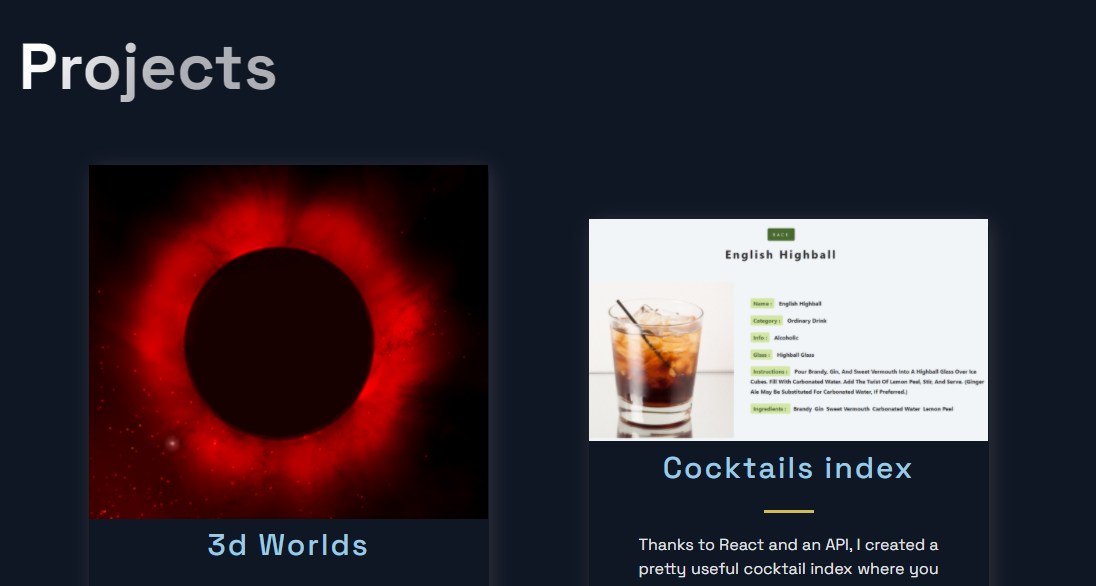 Projects
BACK
English Highball
Name : English Highball
Category : Ordinary Drink
Info : Alcoholic
Glass : Highball Glass
Instructions : Pour Brandy, Gin, And Sweet Vermouth Into A Highball Glass Over Ice
Cubes. Fill With Carbonated Water. Add The Twist Of Lemon Peel, Stir, And Serve. (Ginger
Ale May Be Substituted For Carbonated Water, If Preferred.)
Ingredients : Brandy Gin Sweet Vermouth Carbonated Water Lemon Peel
3d Worlds
Cocktails index
Thanks to React and an API, I created a
pretty useful cocktail index where you